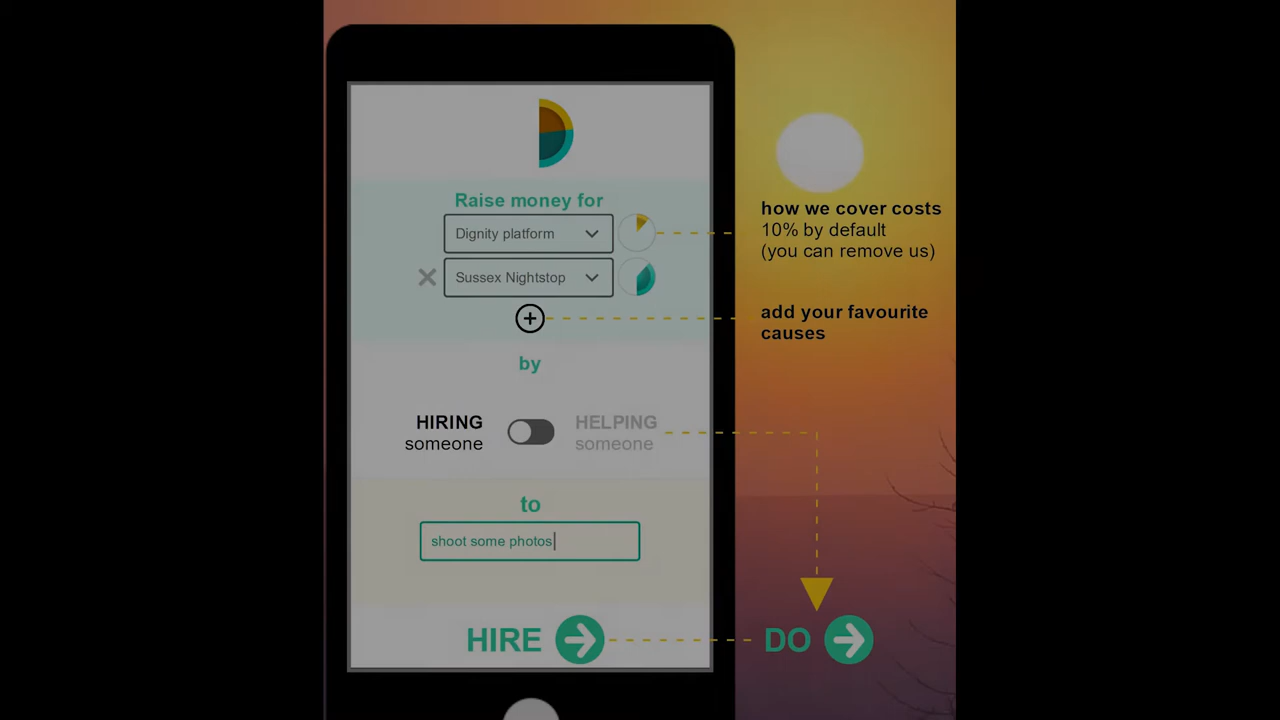 Raise money for
Dignity platform
Sussex Nightstop
by
HIRING
someone
HELPING
someone
to
shoot some photos
HIRE
how we cover costs
10% by default
(you can remove us)
add your favourite
causes
DO